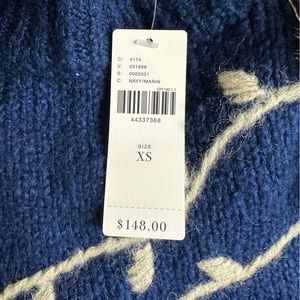 C: 4114
V: 031868
S: 0002031
C: NAVY/MARIN
44337368
SIZE
XS
$148.00